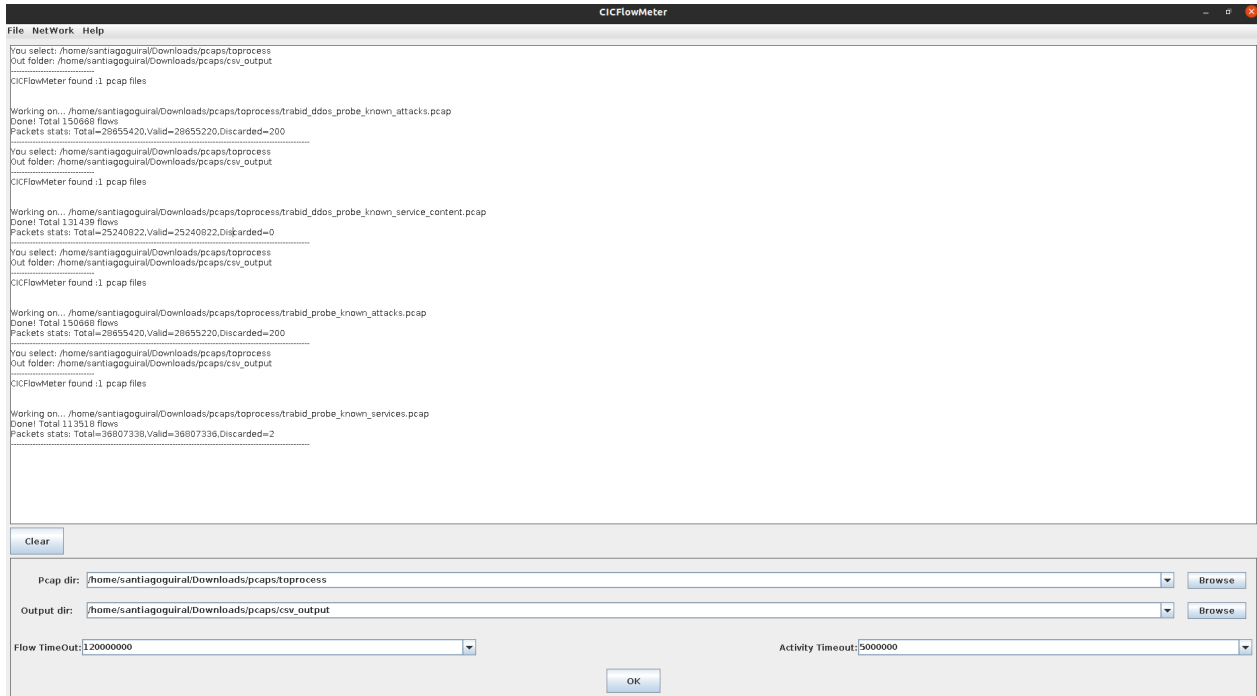 CICFlowMeter
File NetWork Help
You select: /home/santiagoguiral/Downloads/pcaps/toprocess
Out folder: /home/santiagoguiral/Downloads/pcaps/csv_output
-------------------------------
CICFlowMeter found :1 pcap files
Working on... /home/santiagoguiral/Downloads/pcaps/toprocess/trabid_ddos_probe_known_attacks.pcap
Done! Total 150668 flows
Packets stats: Total=28655420,Valid=28655220,Discarded=200
---------------------------------------------------------------------------------------------------------------
You select: /home/santiagoguiral/Downloads/pcaps/toprocess
Out folder: /home/santiagoguiral/Downloads/pcaps/csv_output
-------------------------------
CICFlowMeter found :1 pcap files
Working on... /home/santiagoguiral/Downloads/pcaps/toprocess/trabid_ddos_probe_known_service_content.pcap
Done! Total 131439 flows
Packets stats: Total=25240822,Valid=25240822,Discarded=0
---------------------------------------------------------------------------------------------------------------
You select: /home/santiagoguiral/Downloads/pcaps/toprocess
Out folder: /home/santiagoguiral/Downloads/pcaps/csv_output
-------------------------------
CICFlowMeter found :1 pcap files
Working on... /home/santiagoguiral/Downloads/pcaps/toprocess/trabid_probe_known_attacks.pcap
Done! Total 150668 flows
Packets stats: Total=28655420,Valid=28655220,Discarded=200
---------------------------------------------------------------------------------------------------------------
You select: /home/santiagoguiral/Downloads/pcaps/toprocess
Out folder: /home/santiagoguiral/Downloads/pcaps/csv_output
-------------------------------
CICFlowMeter found :1 pcap files
Working on... /home/santiagoguiral/Downloads/pcaps/toprocess/trabid_probe_known_services.pcap
Done! Total 113518 flows
Packets stats: Total=36807338,Valid=36807336,Discarded=2
---------------------------------------------------------------------------------------------------------------
Clear
Pcap dir: /home/santiagoguiral/Downloads/pcaps/toprocess Browse
Output dir: /home/santiagoguiral/Downloads/pcaps/csv_output Browse
Flow TimeOut: 120000000 Activity Timeout: 5000000
OK